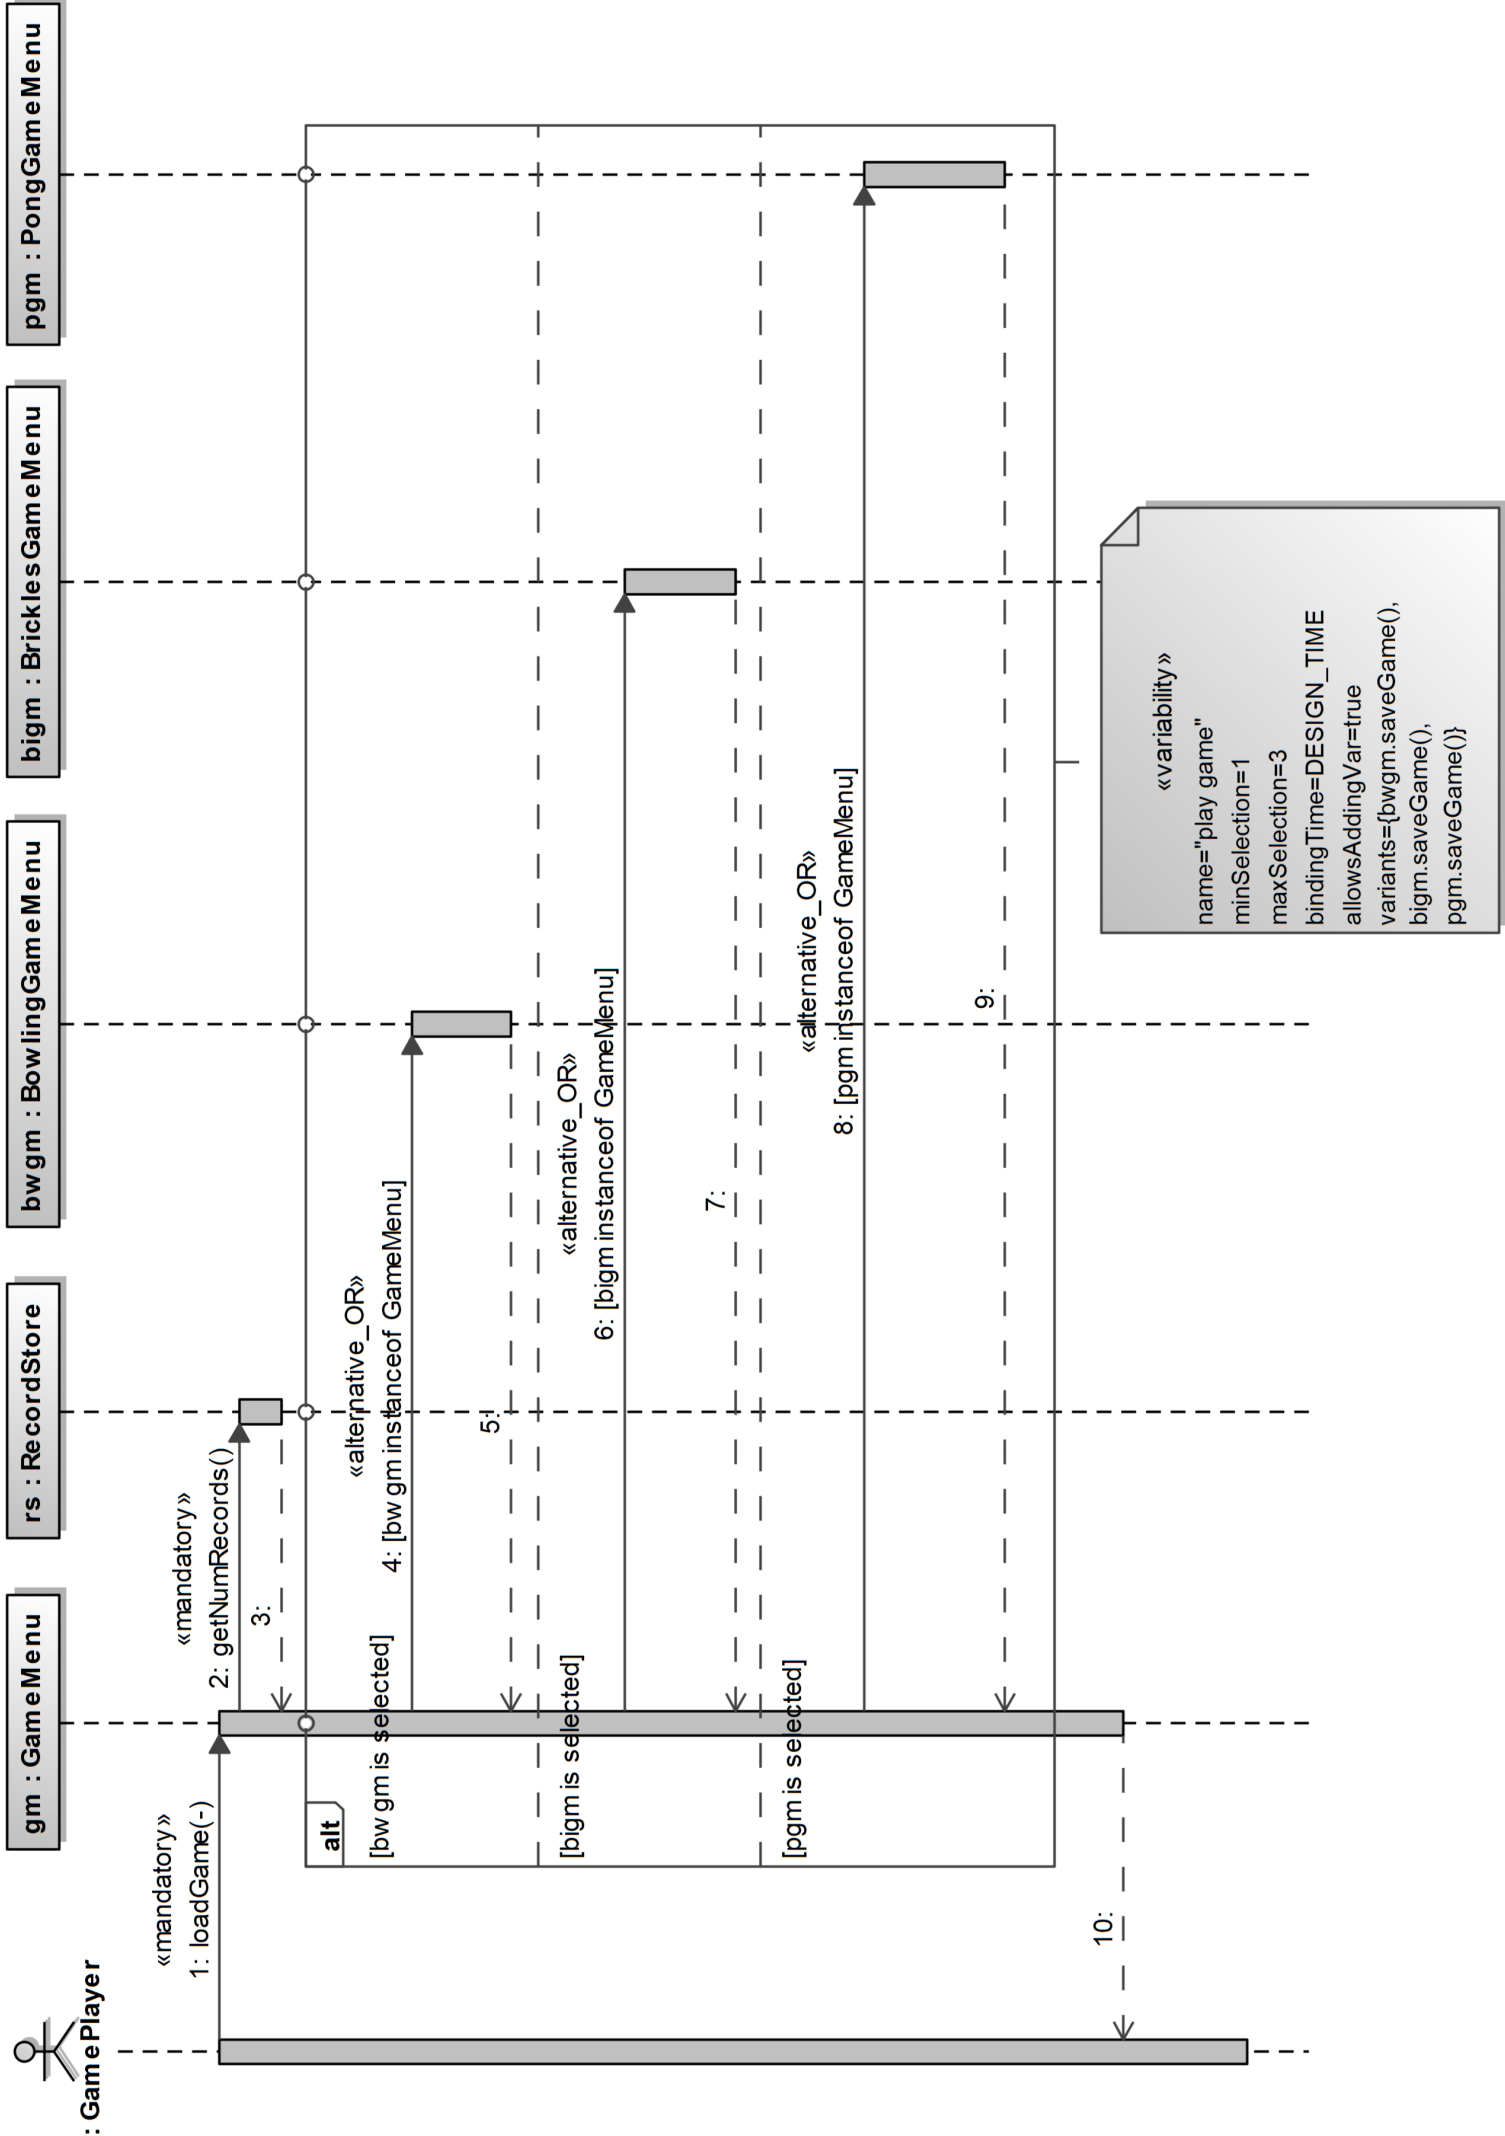 : GamePlayer
gm : GameMenu
rs : RecordStore
bwgm : BowlingGameMenu
bigm : BricklesGameMenu
pgm : PongGameMenu
«mandatory»
1: loadGame(-)
«mandatory»
2: getNumRecords()
3:
alt
[bwgm is selected]
«alternative_OR»
4: [bwgm instanceof GameMenu]
5:
[bigm is selected]
«alternative_OR»
6: [bigm instanceof GameMenu]
7:
[pgm is selected]
«alternative_OR»
8: [pgm instanceof GameMenu]
9:
10:
«variability»
name="play game"
minSelection=1
maxSelection=3
bindingTime=DESIGN_TIME
allowsAddingVar=true
variants={bwgm.saveGame(),
bigm.saveGame(),
pgm.saveGame()}